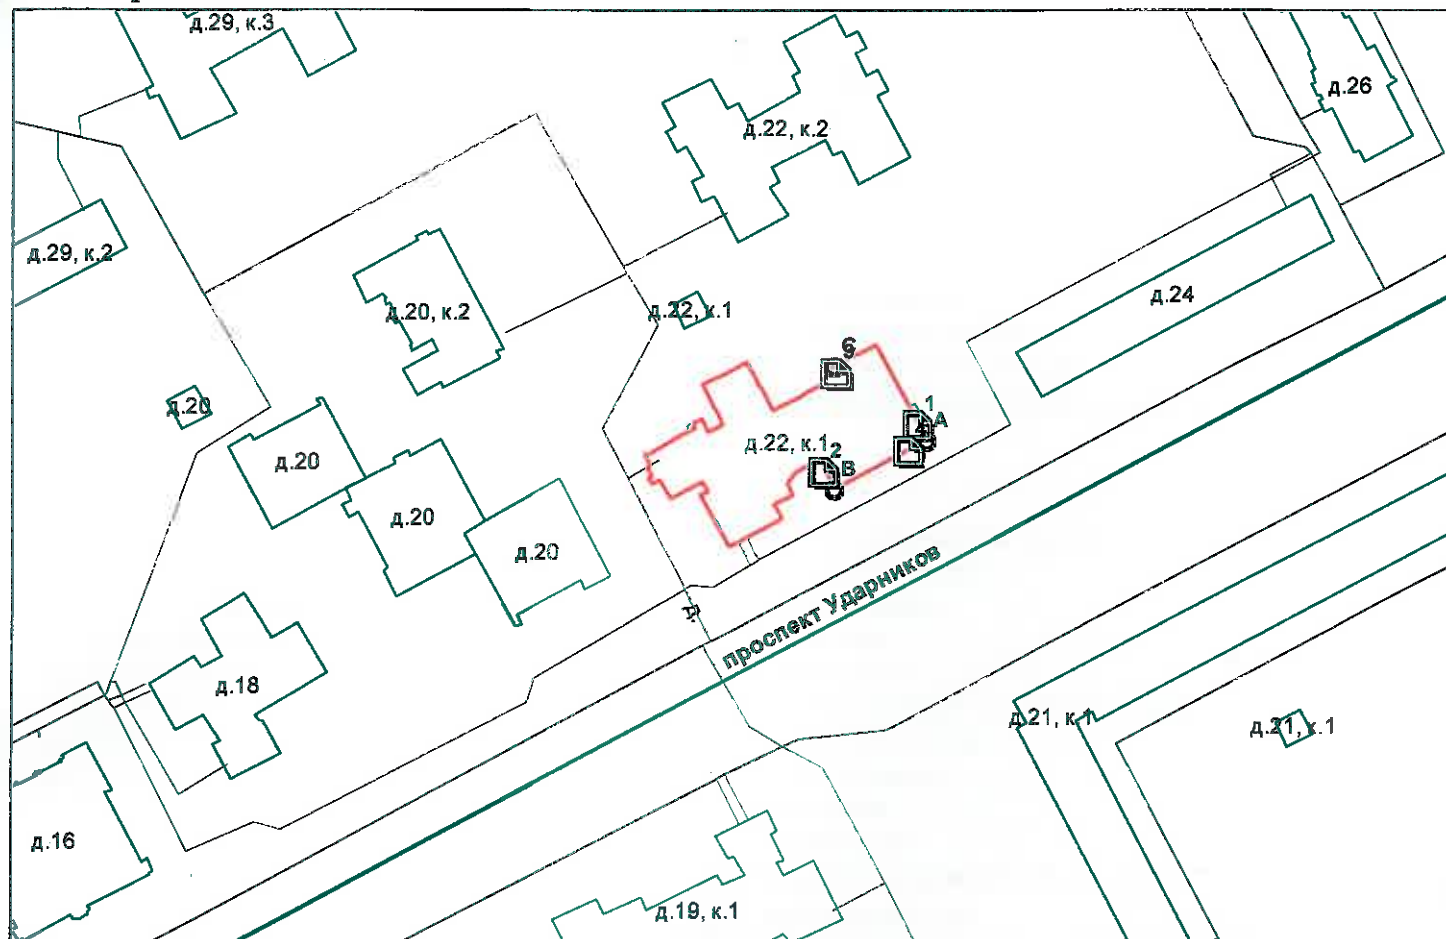 д.29, к.3
д.26
д.22, к.2
д.29, к.2
д.24
д.22, к.1
д.20, к.2
6
д.20
1
А
д.22, к.1
2
В
д.20
д.20
д.20
проспект Ударников
д.18
д.21, к.1
д.21, к.1
д.16
д.19, к.1